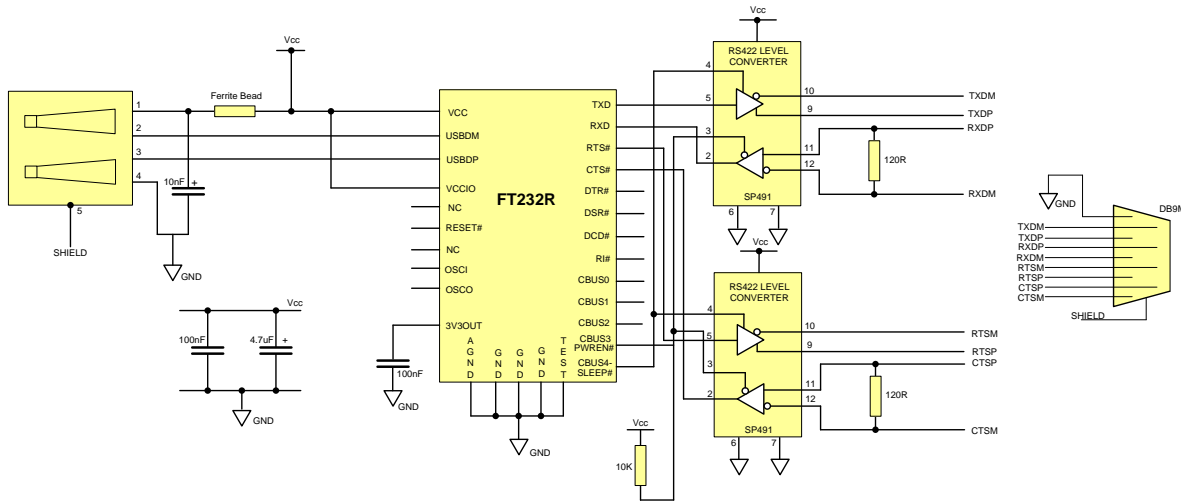 Vcc
Ferrite Bead
1
2
3
4
5
SHIELD
10nF
+
GND
Vcc
100nF
4.7uF
+
GND
FT232R
VCC
USBDM
USBDP
VCCIO
NC
RESET#
NC
OSCI
OSCO
3V3OUT
AGND
GND
GND
GND
TEST
TXD
RXD
RTS#
CTS#
DTR#
DSR#
DCD#
RI#
CBUS0
CBUS1
CBUS2
CBUS3
PWREN#
CBUS4-
SLEEP#
100nF
GND
GND
Vcc
10K
Vcc
RS422 LEVEL
CONVERTER
4
5
3
2
10
9
11
12
SP491
6
7
TXDM
TXDP
RXDP
120R
RXDM
Vcc
RS422 LEVEL
CONVERTER
4
5
3
2
10
9
11
12
SP491
6
7
RTSM
RTSP
CTSP
120R
CTSM
GND
DB9M
TXDM
TXDP
RXDP
RXDM
RTSM
RTSP
CTSP
CTSM
SHIELD